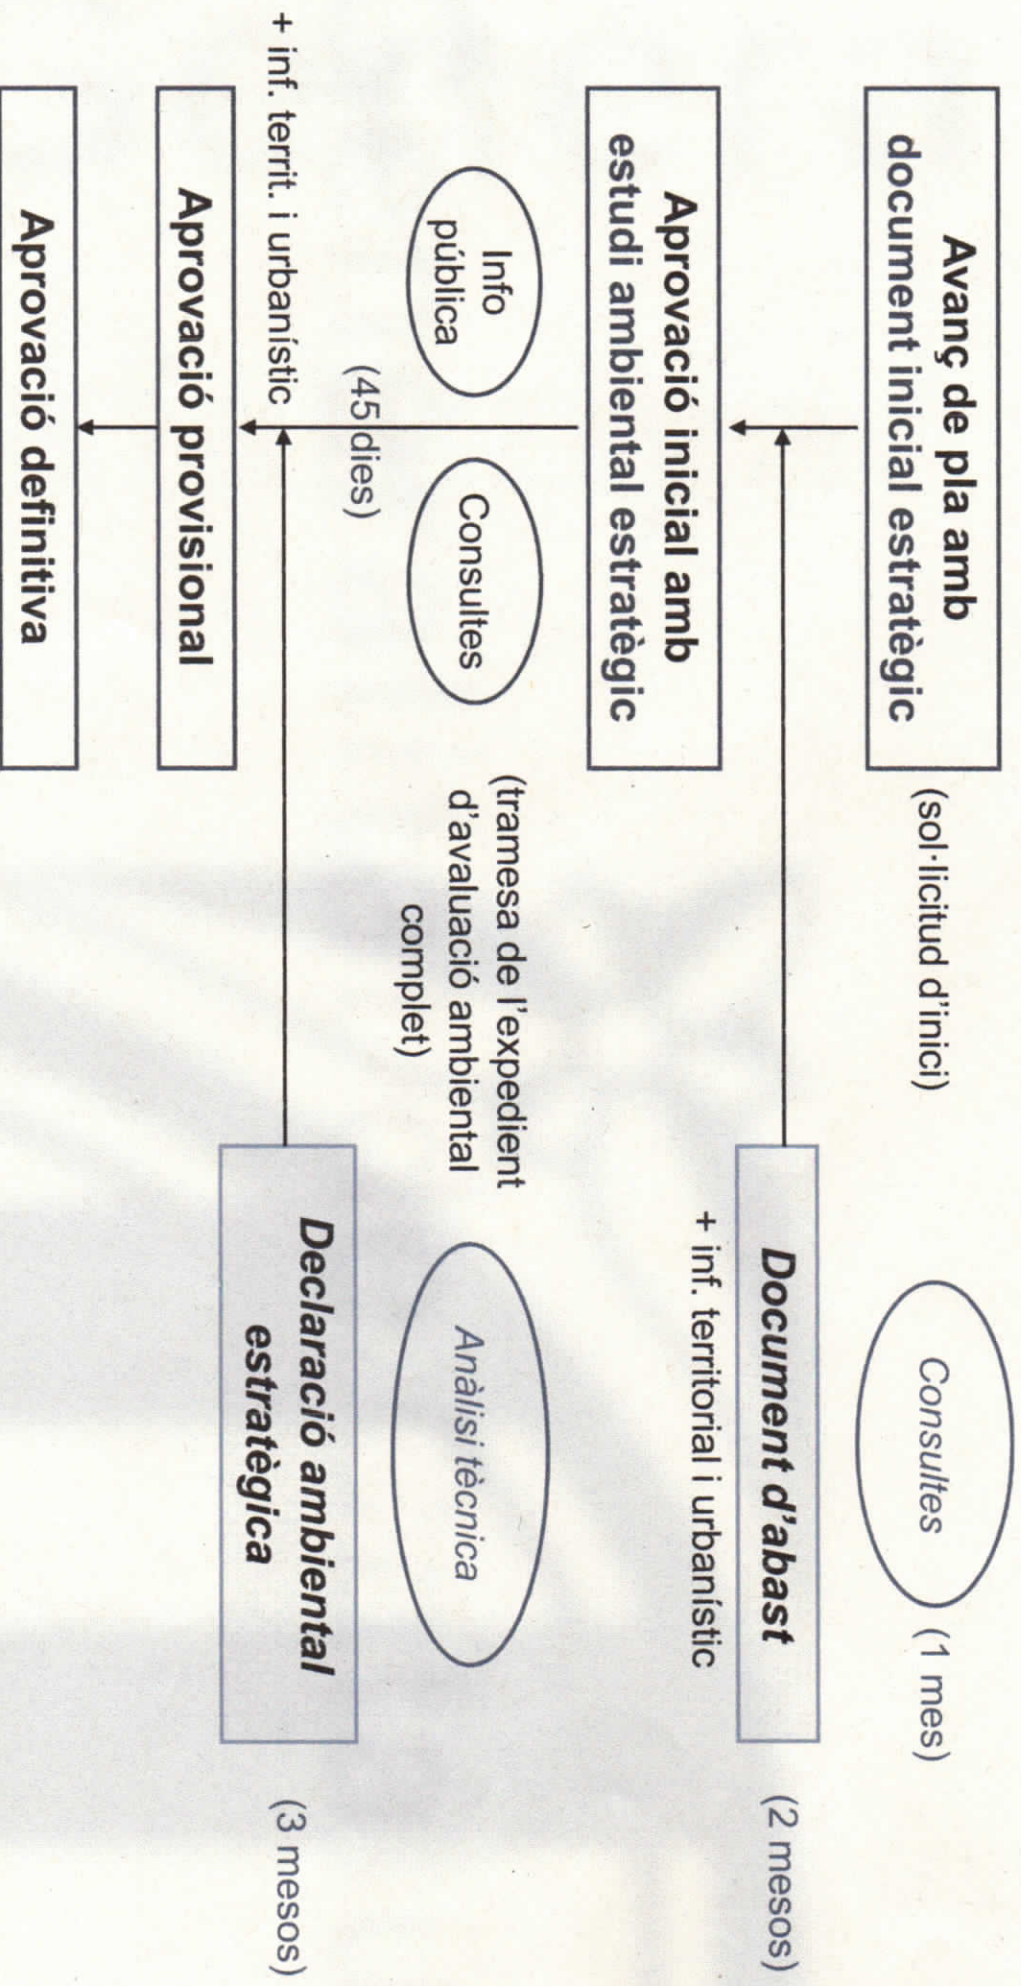 Avanç de pla amb
document inicial estratègic
(sol·licitud d'inici)
Consultes
(1 mes)
Document d'abast
(2 mesos)
+ inf. territorial i urbanístic
Aprovació inicial amb
estudi ambiental estratègic
Info
pública
Consultes
(45 dies)
(tramesa de l'expedient
d'avaluació ambiental
complet)
Anàlisi tècnica
+ inf. territ. i urbanístic
Declaració ambiental
estratègica
(3 mesos)
Aprovació provisional
Aprovació definitiva